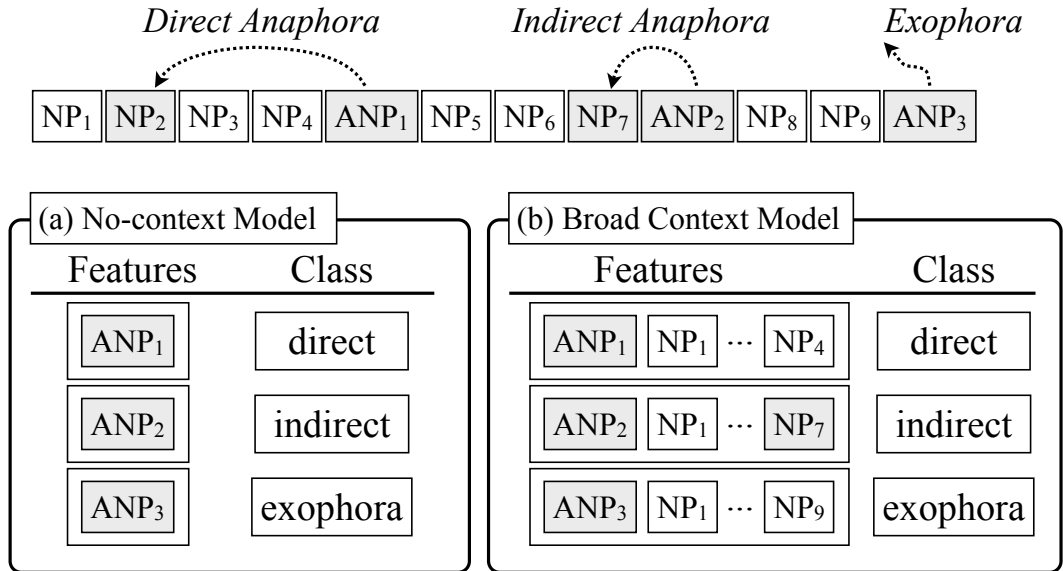 Direct Anaphora Indirect Anaphora Exophora
NP₁ NP₂ NP₃ NP₄ ANP₁ NP₅ NP₆ NP₇ ANP₂ NP₈ NP₉ ANP₃
(a) No-context Model
Features Class
ANP₁ direct
ANP₂ indirect
ANP₃ exophora
(b) Broad Context Model
Features Class
ANP₁ NP₁ ... NP₄ direct
ANP₂ NP₁ ... NP₇ indirect
ANP₃ NP₁ ... NP₉ exophora